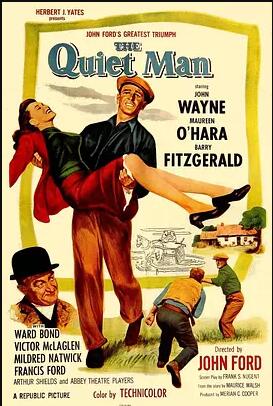 HERBERT J. YATES
presents
JOHN FORD'S GREATEST TRIUMPH
THE
Quiet Man
starring
JOHN
WAYNE
MAUREEN
O'HARA
BARRY
FITZGERALD
WITH
WARD BOND
VICTOR McLAGLEN
MILDRED NATWICK
FRANCIS FORD
ARTHUR SHIELDS and ABBEY THEATRE PLAYERS
A REPUBLIC PICTURE
Color by TECHNICOLOR
Directed by
JOHN FORD
Screen Play by FRANK S. NUGENT
From the story by MAURICE WALSH
Produced by MERIAN C. COOPER